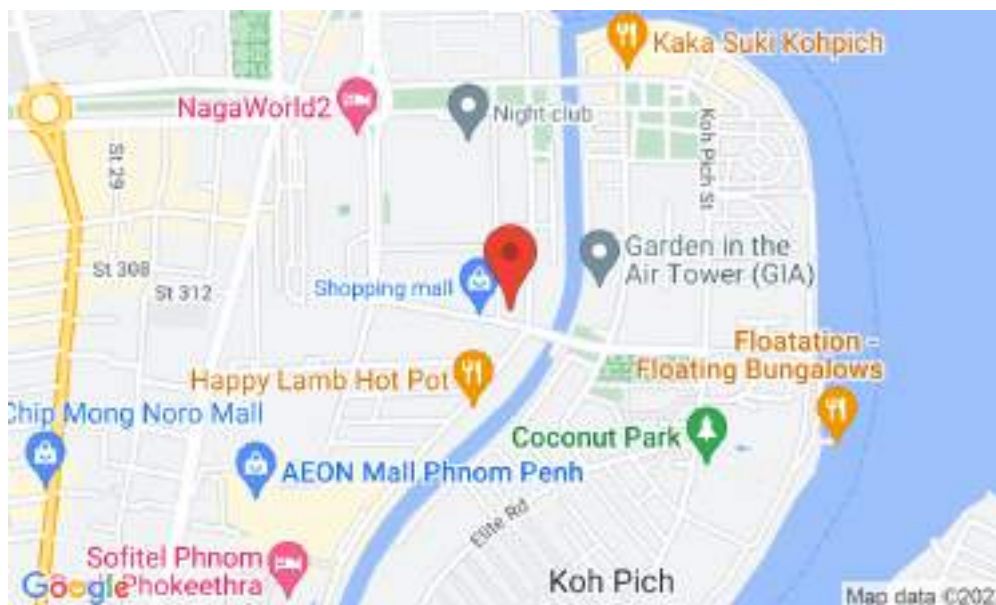 Kaka Suki Kohpich
NagaWorld2
Night club
Koh Pich St
St 29
Garden in the
Air Tower (GIA)
St 308
St 312
Shopping mall
Floatation -
Floating Bungalows
Happy Lamb Hot Pot
Chip Mong Noro Mall
Coconut Park
AEON Mall Phnom Penh
Elite Rd
Sofitel Phnom
Phokeethra
Koh Pich
Google
Map data ©202